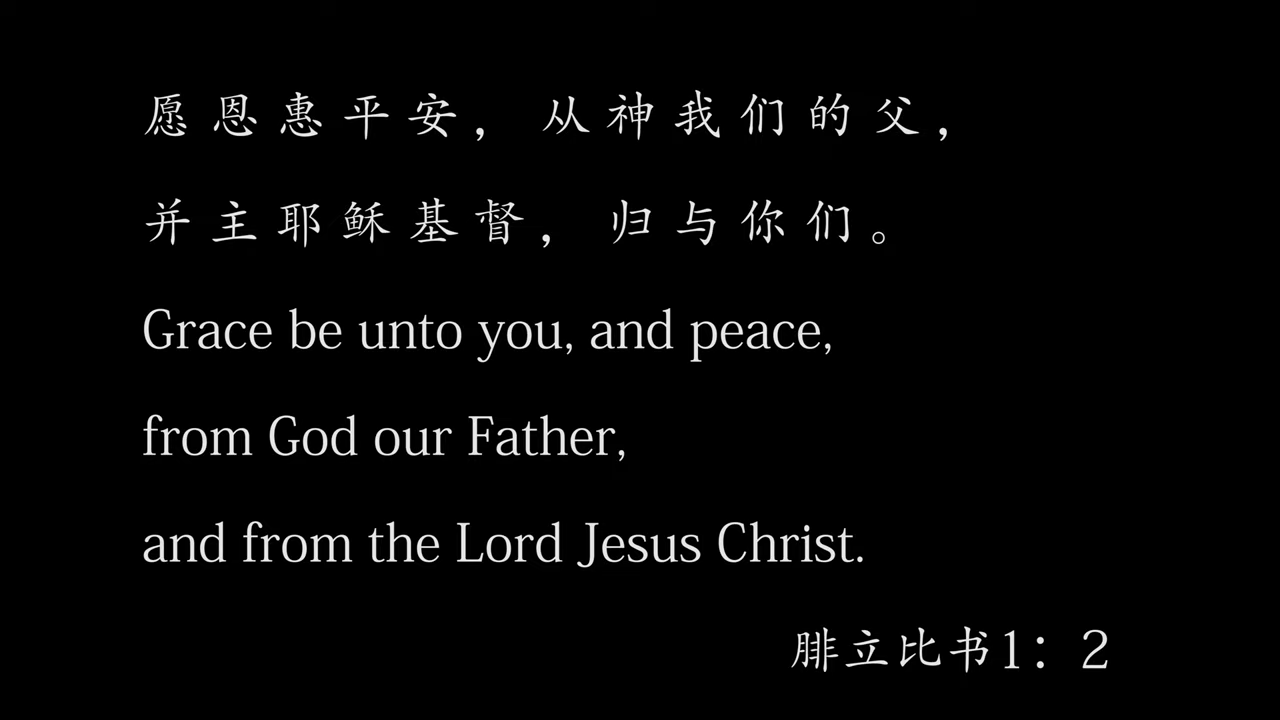 愿恩惠平安，从神我们的父，
并主耶稣基督，归与你们。
Grace be unto you, and peace,
from God our Father,
and from the Lord Jesus Christ.
腓立比书1：2